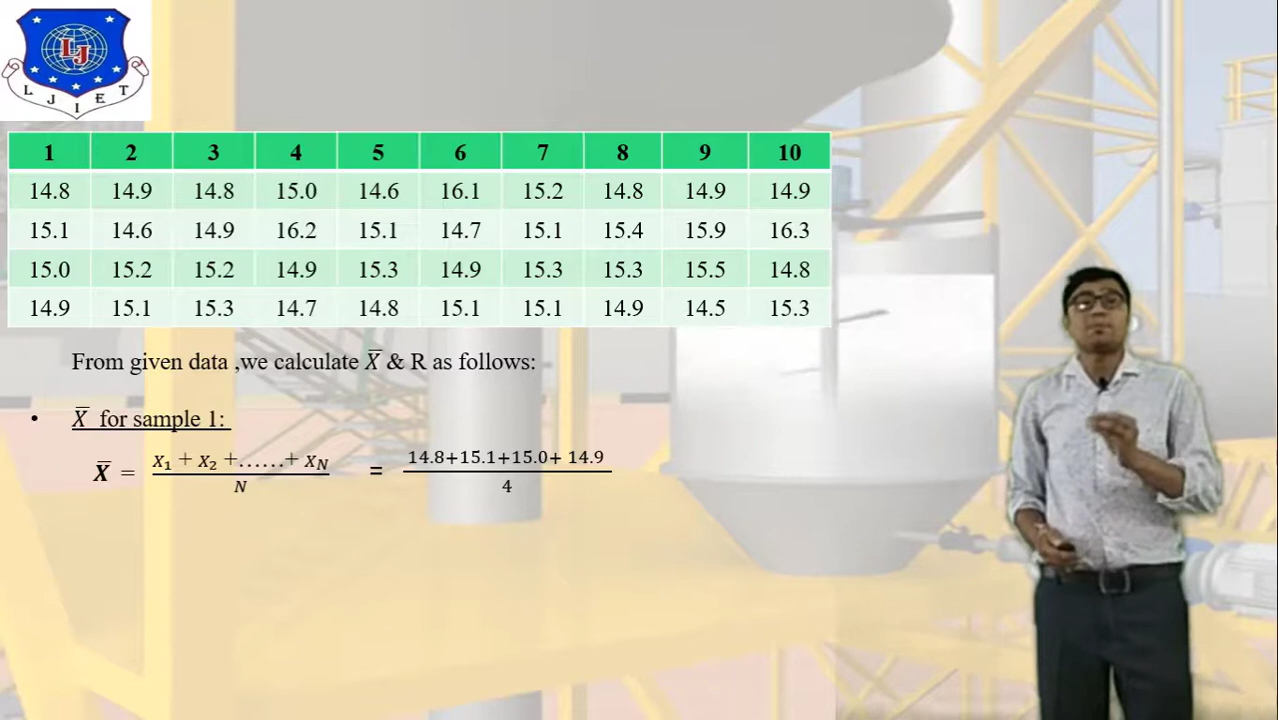 LJ
L J I E T
1 2 3 4 5 6 7 8 9 10
14.8 14.9 14.8 15.0 14.6 16.1 15.2 14.8 14.9 14.9
15.1 14.6 14.9 16.2 15.1 14.7 15.1 15.4 15.9 16.3
15.0 15.2 15.2 14.9 15.3 14.9 15.3 15.3 15.5 14.8
14.9 15.1 15.3 14.7 14.8 15.1 15.1 14.9 14.5 15.3
From given data ,we calculate X̅ & R as follows:
• X̅ for sample 1:
X̅ = (X₁ + X₂ +......+ X_N)/N = (14.8+15.1+15.0+ 14.9)/4